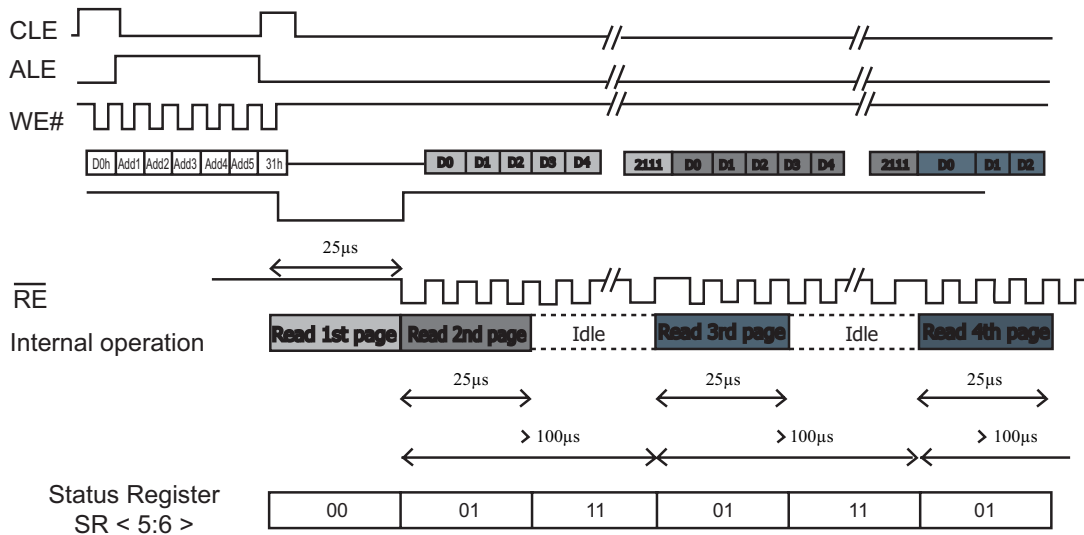 CLE
ALE
WE#
D0h Add1 Add2 Add3 Add4 Add5 31h D0 D1 D2 D3 D4 2111 D0 D1 D2 D3 D4 2111 D0 D1 D2
25µs
RE
Internal operation Read 1st page Read 2nd page Idle Read 3rd page Idle Read 4th page
25µs 25µs 25µs
> 100µs > 100µs > 100µs
Status Register
SR < 5:6 >
00 01 11 01 11 01